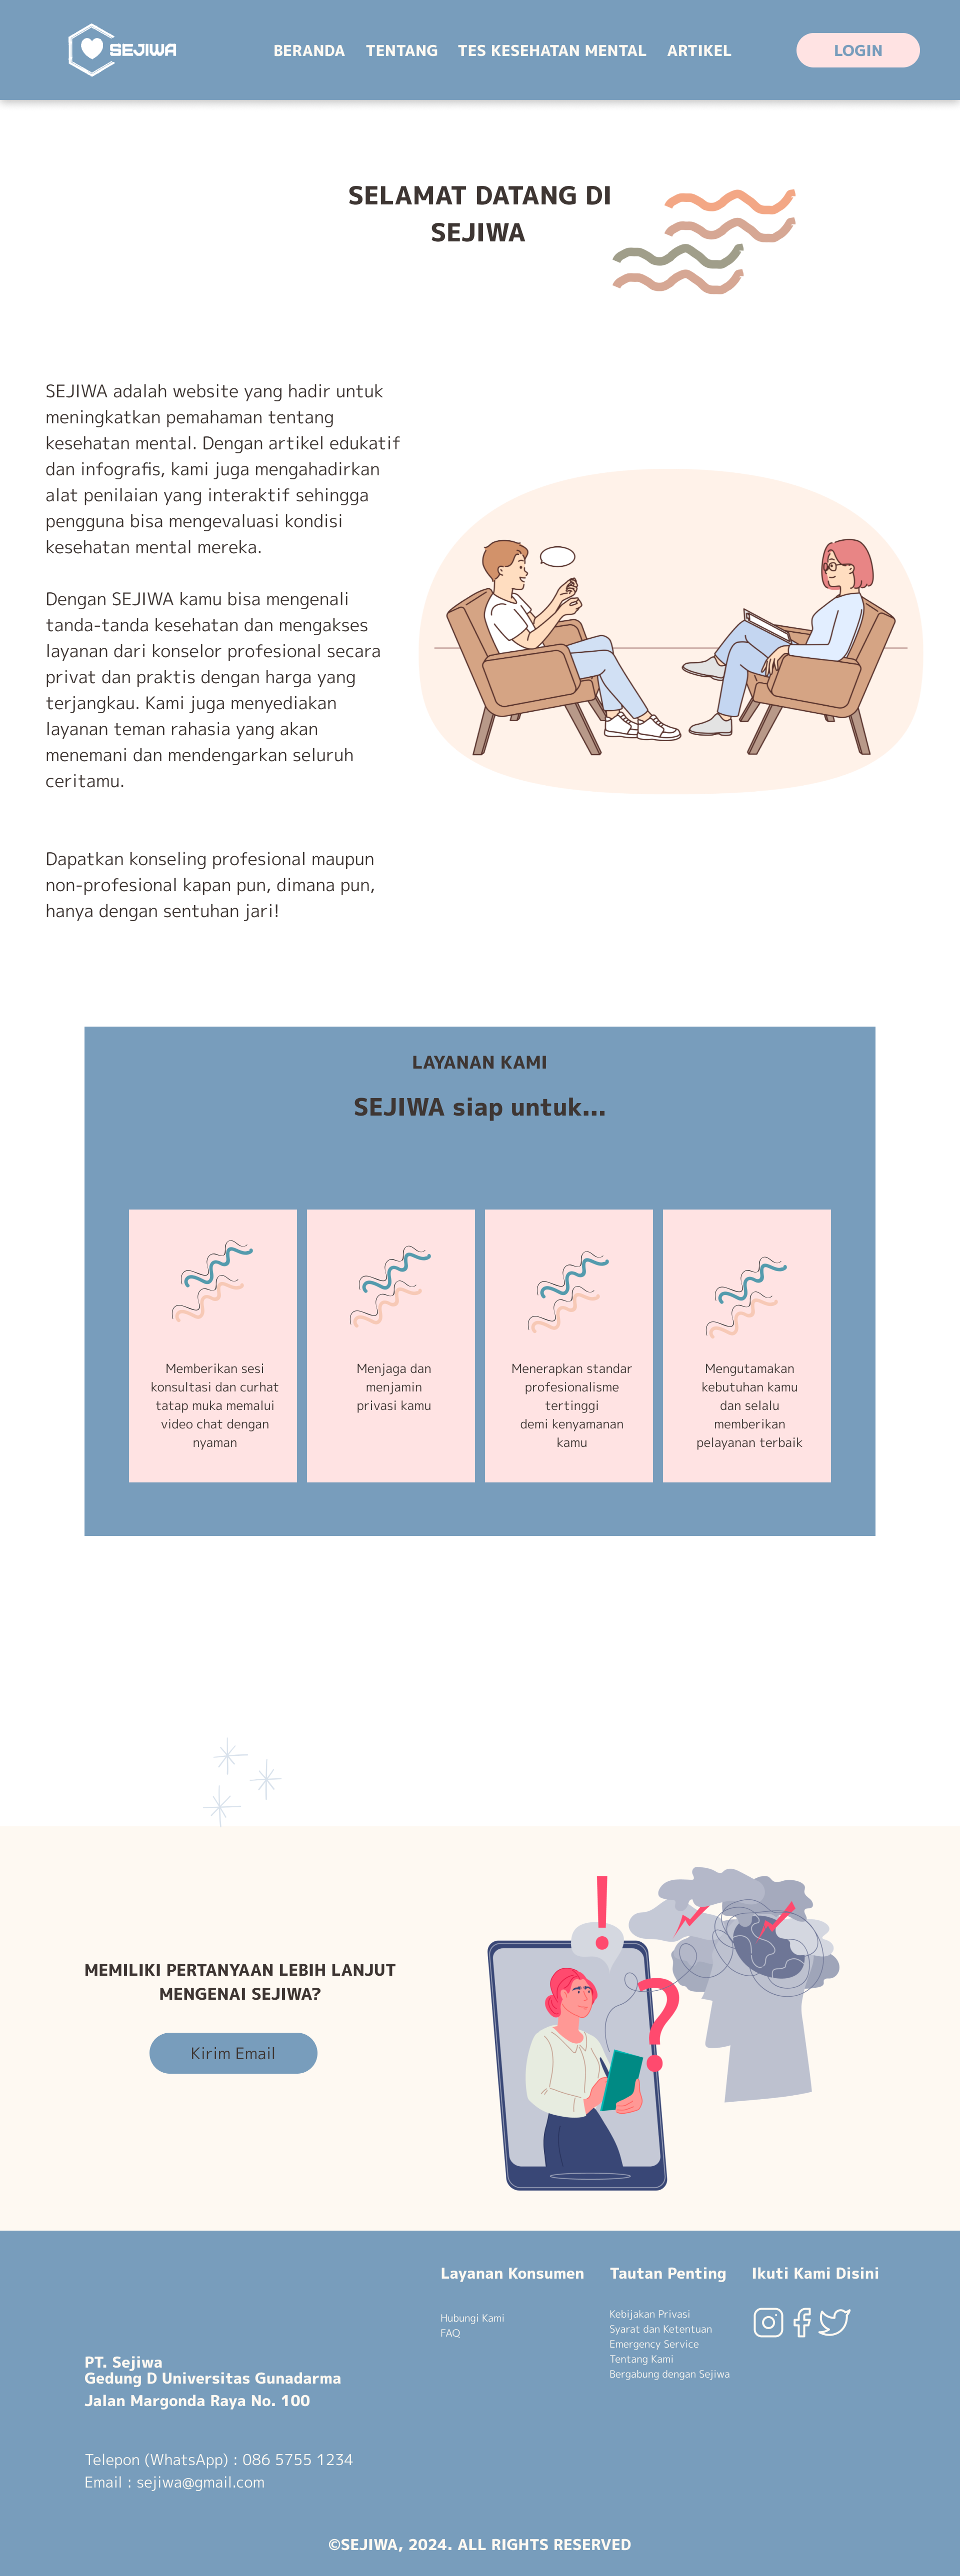 SEJIWA
BERANDA TENTANG TES KESEHATAN MENTAL ARTIKEL LOGIN
SELAMAT DATANG DI
SEJIWA
SEJIWA adalah website yang hadir untuk
meningkatkan pemahaman tentang
kesehatan mental. Dengan artikel edukatif
dan infografis, kami juga mengahadirkan
alat penilaian yang interaktif sehingga
pengguna bisa mengevaluasi kondisi
kesehatan mental mereka.
Dengan SEJIWA kamu bisa mengenali
tanda-tanda kesehatan dan mengakses
layanan dari konselor profesional secara
privat dan praktis dengan harga yang
terjangkau. Kami juga menyediakan
layanan teman rahasia yang akan
menemani dan mendengarkan seluruh
ceritamu.
Dapatkan konseling profesional maupun
non-profesional kapan pun, dimana pun,
hanya dengan sentuhan jari!
LAYANAN KAMI
SEJIWA siap untuk...
Memberikan sesi
konsultasi dan curhat
tatap muka memalui
video chat dengan
nyaman
Menjaga dan
menjamin
privasi kamu
Menerapkan standar
profesionalisme
tertinggi
demi kenyamanan
kamu
Mengutamakan
kebutuhan kamu
dan selalu
memberikan
pelayanan terbaik
MEMILIKI PERTANYAAN LEBIH LANJUT
MENGENAI SEJIWA?
Kirim Email
! ?
Layanan Konsumen
Hubungi Kami
FAQ
Tautan Penting
Kebijakan Privasi
Syarat dan Ketentuan
Emergency Service
Tentang Kami
Bergabung dengan Sejiwa
Ikuti Kami Disini
PT. Sejiwa
Gedung D Universitas Gunadarma
Jalan Margonda Raya No. 100
Telepon (WhatsApp) : 086 5755 1234
Email : sejiwa@gmail.com
©SEJIWA, 2024. ALL RIGHTS RESERVED